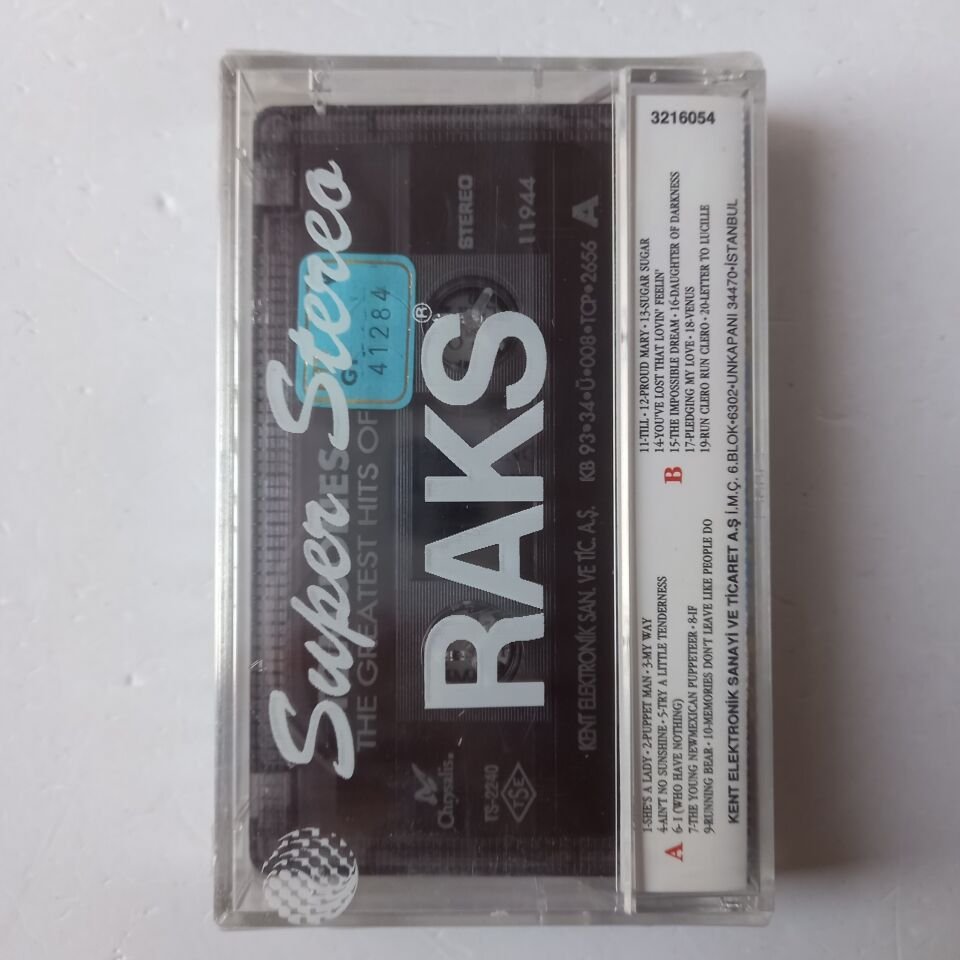 Super Stereo
THE GREATEST HITS OF
41284
RAKS®
STEREO
11944
KENT ELEKTRONİK SAN. VE TİC. A.Ş. KB•93•34•Ü•008•TCP•2656
A
Chrysalis®
TS-2240
TSE
3216054
A
1-SHE'S A LADY • 2-PUPPET MAN • 3-MY WAY
4-AIN'T NO SUNSHINE • 5-TRY A LITTLE TENDERNESS
6- I (WHO HAVE NOTHING)
7-THE YOUNG NEWMEXICAN PUPPETEER • 8-IF
9-RUNNING BEAR • 10-MEMORIES DON'T LEAVE LIKE PEOPLE DO
B
11-TILL • 12-PROUD MARY • 13-SUGAR SUGAR
14-YOU'VE LOST THAT LOVIN' FEELIN'
15-THE IMPOSSIBLE DREAM • 16-DAUGHTER OF DARKNESS
17-PLEDGING MY LOVE • 18-VENUS
19-RUN CLERO RUN CLERO • 20-LETTER TO LUCILLE
KENT ELEKTRONİK SANAYİ VE TİCARET A.Ş İ.M.Ç. 6.BLOK•6302•UNKAPANI 34470•İSTANBUL